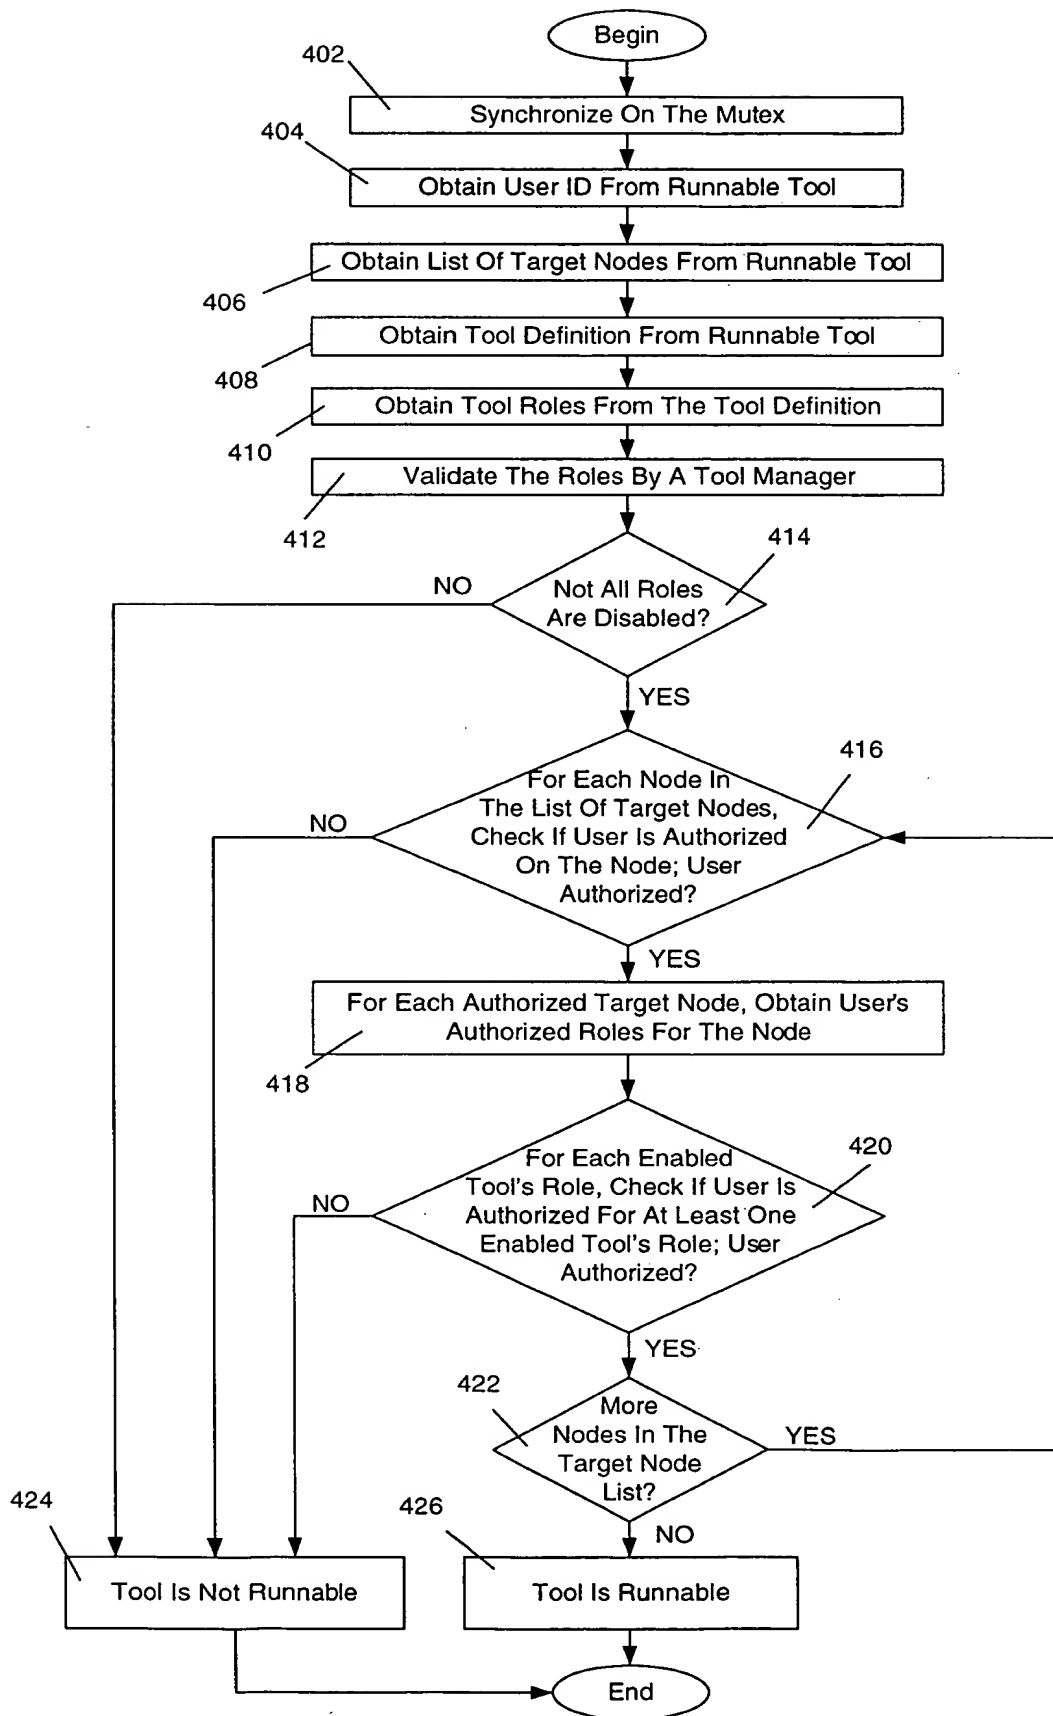 Begin
402
Synchronize On The Mutex
404
Obtain User ID From Runnable Tool
Obtain List Of Target Nodes From Runnable Tool
406
Obtain Tool Definition From Runnable Tool
408
Obtain Tool Roles From The Tool Definition
410
Validate The Roles By A Tool Manager
412
414
NO
Not All Roles
Are Disabled?
YES
416
For Each Node In
The List Of Target Nodes,
Check If User Is Authorized
On The Node; User
Authorized?
NO
YES
For Each Authorized Target Node, Obtain User's
Authorized Roles For The Node
418
420
For Each Enabled
Tool's Role, Check If User Is
Authorized For At Least One
Enabled Tool's Role; User
Authorized?
NO
YES
422
More
Nodes In The
Target Node
List?
YES
NO
424
Tool Is Not Runnable
426
Tool Is Runnable
End